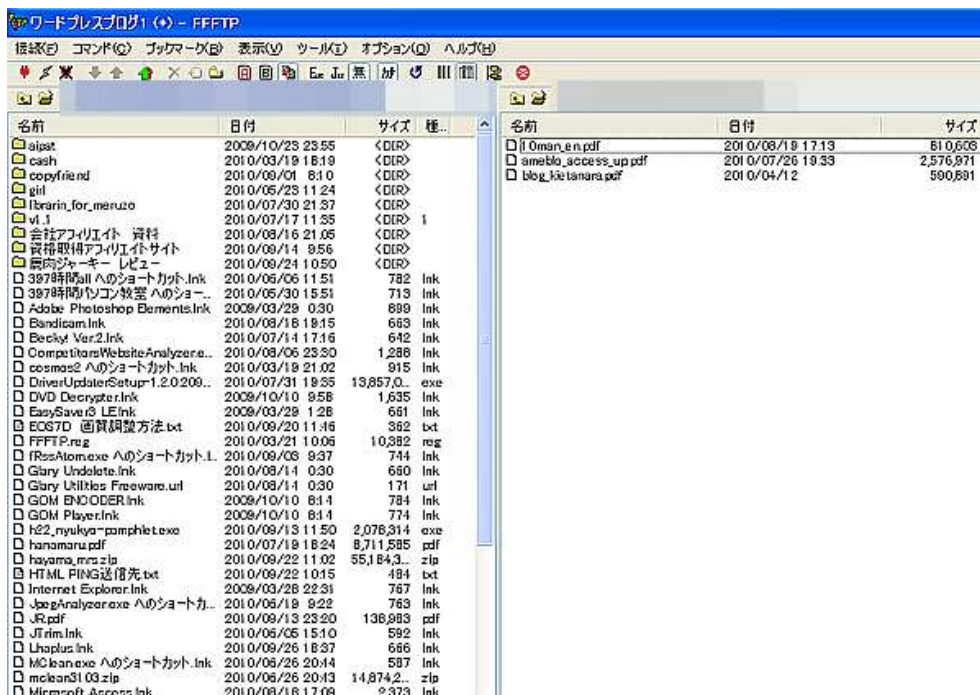 ワードプレスブログ1 (*) - FFFTP
接続(F) コマンド(C) ブックマーク(B) 表示(V) ツール(T) オプション(O) ヘルプ(H)
名前 日付 サイズ 種...
aipat 2009/10/23 23:55 <DIR>
cash 2010/03/19 18:19 <DIR>
copyfriend 2010/09/01 8:10 <DIR>
girl 2010/05/23 11:24 <DIR>
librarin_for_meruzo 2010/07/30 21:37 <DIR>
v1.1 2010/07/17 11:35 <DIR> 1
会社アフィリエイト 資料 2010/08/16 21:05 <DIR>
資格取得アフィリエイトサイト 2010/09/14 9:56 <DIR>
鹿肉ジャーキー レビュー 2010/09/24 10:50 <DIR>
397時間all へのショートカット.lnk 2010/06/06 11:51 782 lnk
397時間パソコン教室 へのショー... 2010/05/30 15:51 713 lnk
Adobe Photoshop Elements.lnk 2009/03/29 0:30 899 lnk
Bandicam.lnk 2010/08/18 19:15 663 lnk
Becky! Ver.2.lnk 2010/07/14 17:16 642 lnk
CompetitorsWebsiteAnalyzer.e... 2010/08/06 23:30 1,288 lnk
cosmos2 へのショートカット.lnk 2010/03/19 21:02 915 lnk
DriverUpdaterSetup-1.2.0.209... 2010/07/31 19:35 13,857,0... exe
DVD Decrypter.lnk 2009/10/10 9:58 1,635 lnk
EasySaver3 LE.lnk 2009/03/29 1:28 661 lnk
EOS7D 画質調整方法.txt 2010/09/20 11:46 362 txt
FFFTP.reg 2010/03/21 10:06 10,382 reg
fRssAtom.exe へのショートカット.l... 2010/09/03 9:37 744 lnk
Glary Undelete.lnk 2010/08/14 0:30 660 lnk
Glary Utilities Freeware.url 2010/08/14 0:30 171 url
GOM ENCODER.lnk 2009/10/10 8:14 784 lnk
GOM Player.lnk 2009/10/10 8:14 774 lnk
h22_nyukyo-pamphlet.exe 2010/09/13 11:50 2,078,314 exe
hanamaru.pdf 2010/07/19 18:24 8,711,585 pdf
hayama_mrs.zip 2010/09/22 11:02 55,184,3... zip
HTML PING送信先.txt 2010/09/22 10:15 484 txt
Internet Explorer.lnk 2009/03/28 22:31 767 lnk
JpegAnalyzer.exe へのショートカ... 2010/06/19 9:22 763 lnk
JR.pdf 2010/09/13 23:20 138,983 pdf
JTrim.lnk 2010/06/05 15:10 592 lnk
Lhaplus.lnk 2010/09/26 18:37 666 lnk
MClean.exe へのショートカット.lnk 2010/06/26 20:44 587 lnk
mclean3103.zip 2010/06/26 20:43 14,874,2... zip
Microsoft Access.lnk 2010/08/18 17:09 2,373 lnk
名前 日付 サイズ
10man_en.pdf 2010/08/19 17:13 610,606
ameblo_access_up.pdf 2010/07/26 19:33 2,576,971
blog_kietanara.pdf 2010/04/12 590,691